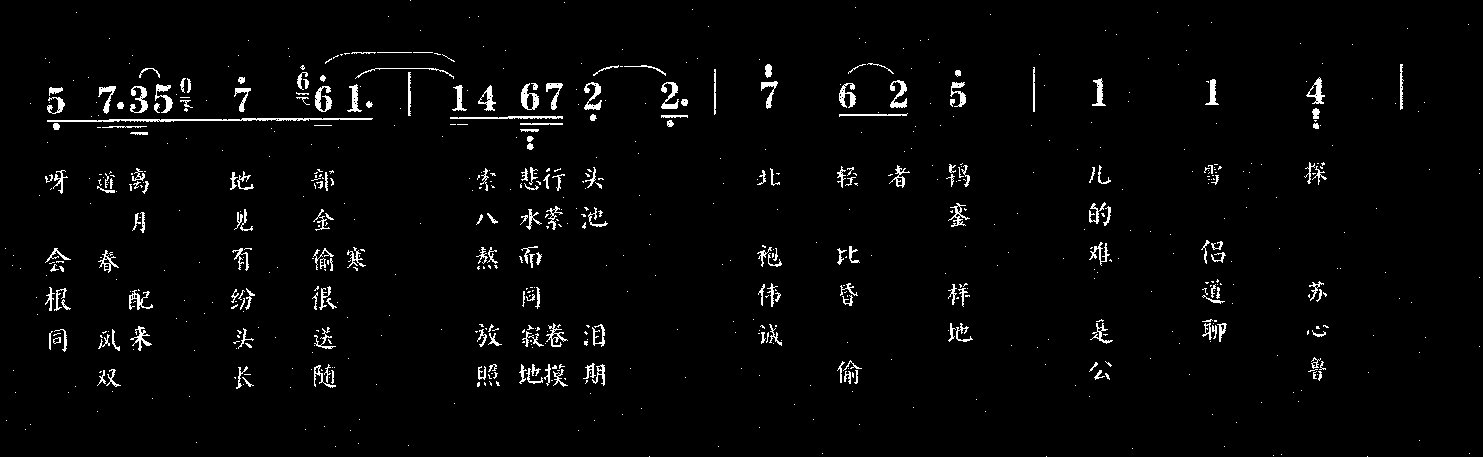 5 7.35 0 7 6 6 1. | 1 4 6 7 2 2. | 7 6 2 5 | 1 1 4 |
呀道离地部索悲行头北轻者鸨儿雪探
月见金八水萦池銮的
会春有偷寒熬而袍比难侣
根配纷很同伟昏样道苏
同风来头送放寂卷泪诚地是聊心
双长随照地摸期偷公鲁